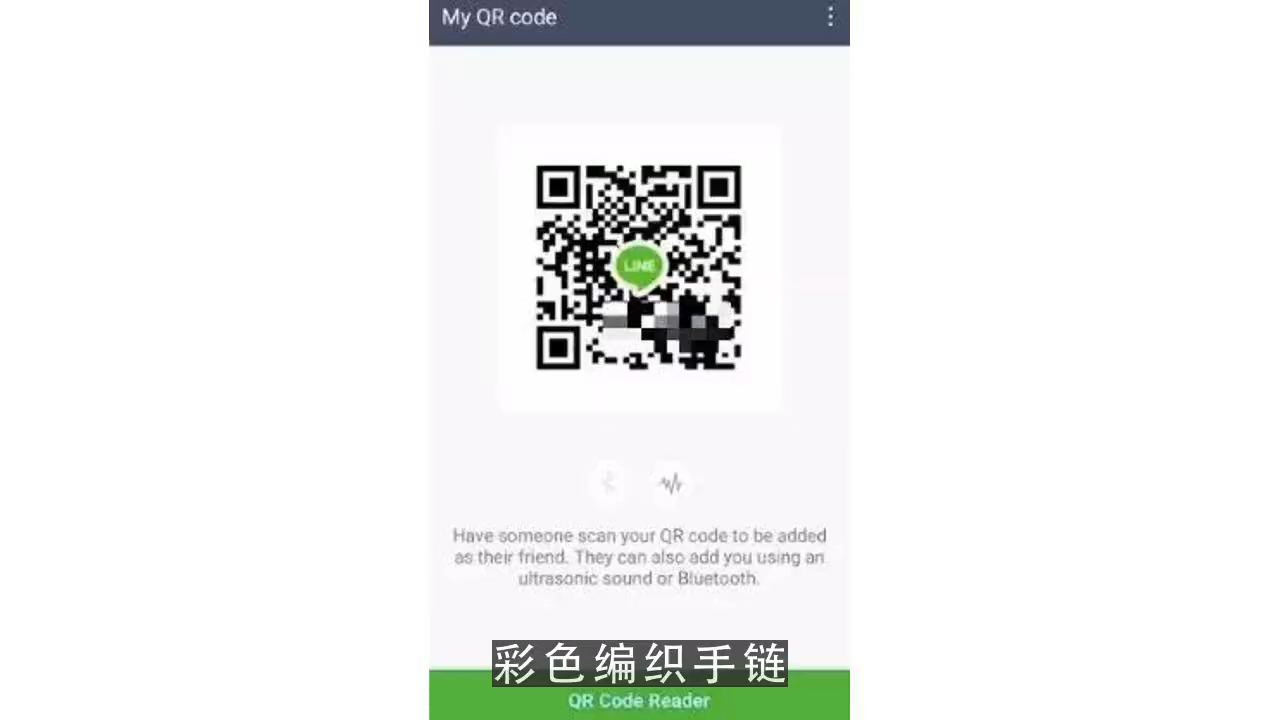 My QR code
LINE
Have someone scan your QR code to be added
as their friend. They can also add you using an
ultrasonic sound or Bluetooth.
彩色编织手链
QR Code Reader